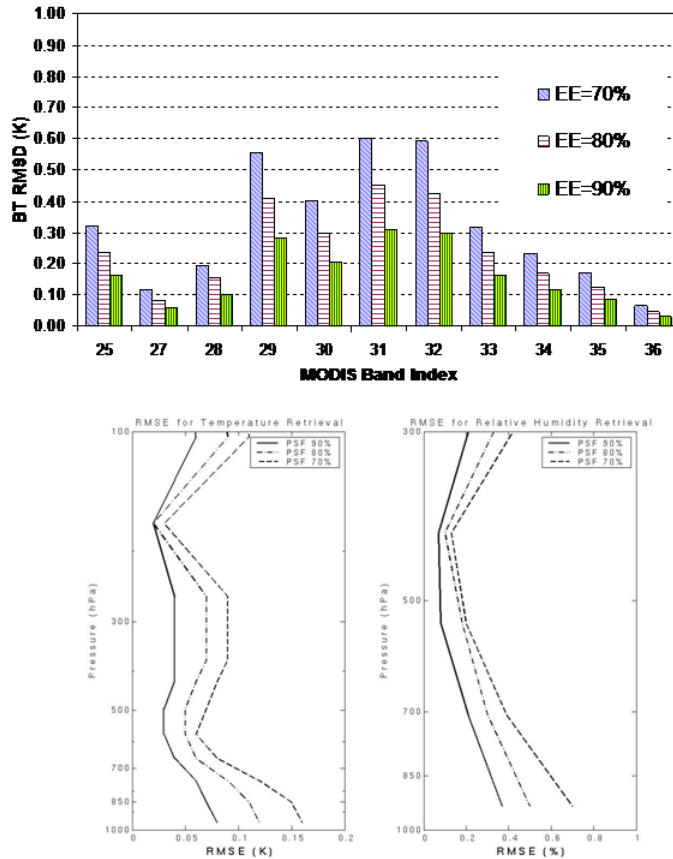 1.00
0.90
0.80
0.70
0.60
0.50
0.40
0.30
0.20
0.10
0.00
BT RMSD (K)
EE=70%
EE=80%
EE=90%
25 27 28 29 30 31 32 33 34 35 36
MODIS Band Index
RMSE for Temperature Retrieval
PSF 90%
PSF 80%
PSF 70%
100
300
500
700
850
1000
Pressure (hPa)
0 0.05 0.1 0.15 0.2
RMSE (K)
RMSE for Relative Humidity Retrieval
PSF 90%
PSF 80%
PSF 70%
300
500
700
850
1000
Pressure (hPa)
0 0.2 0.4 0.6 0.8 1
RMSE (%)